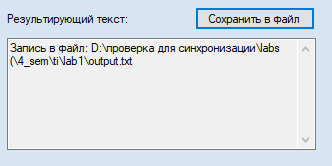 Результирующий текст:
Сохранить в файл
Запись в файл: D:\проверка для синхронизации\labs
(\4_sem\ti\lab1\output.txt